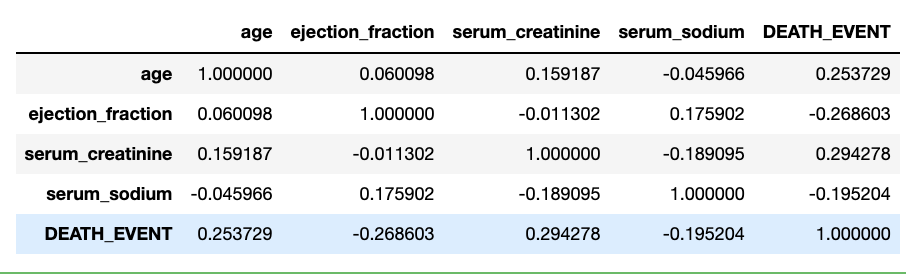 age ejection_fraction serum_creatinine serum_sodium DEATH_EVENT
age 1.000000 0.060098 0.159187 -0.045966 0.253729
ejection_fraction 0.060098 1.000000 -0.011302 0.175902 -0.268603
serum_creatinine 0.159187 -0.011302 1.000000 -0.189095 0.294278
serum_sodium -0.045966 0.175902 -0.189095 1.000000 -0.195204
DEATH_EVENT 0.253729 -0.268603 0.294278 -0.195204 1.000000